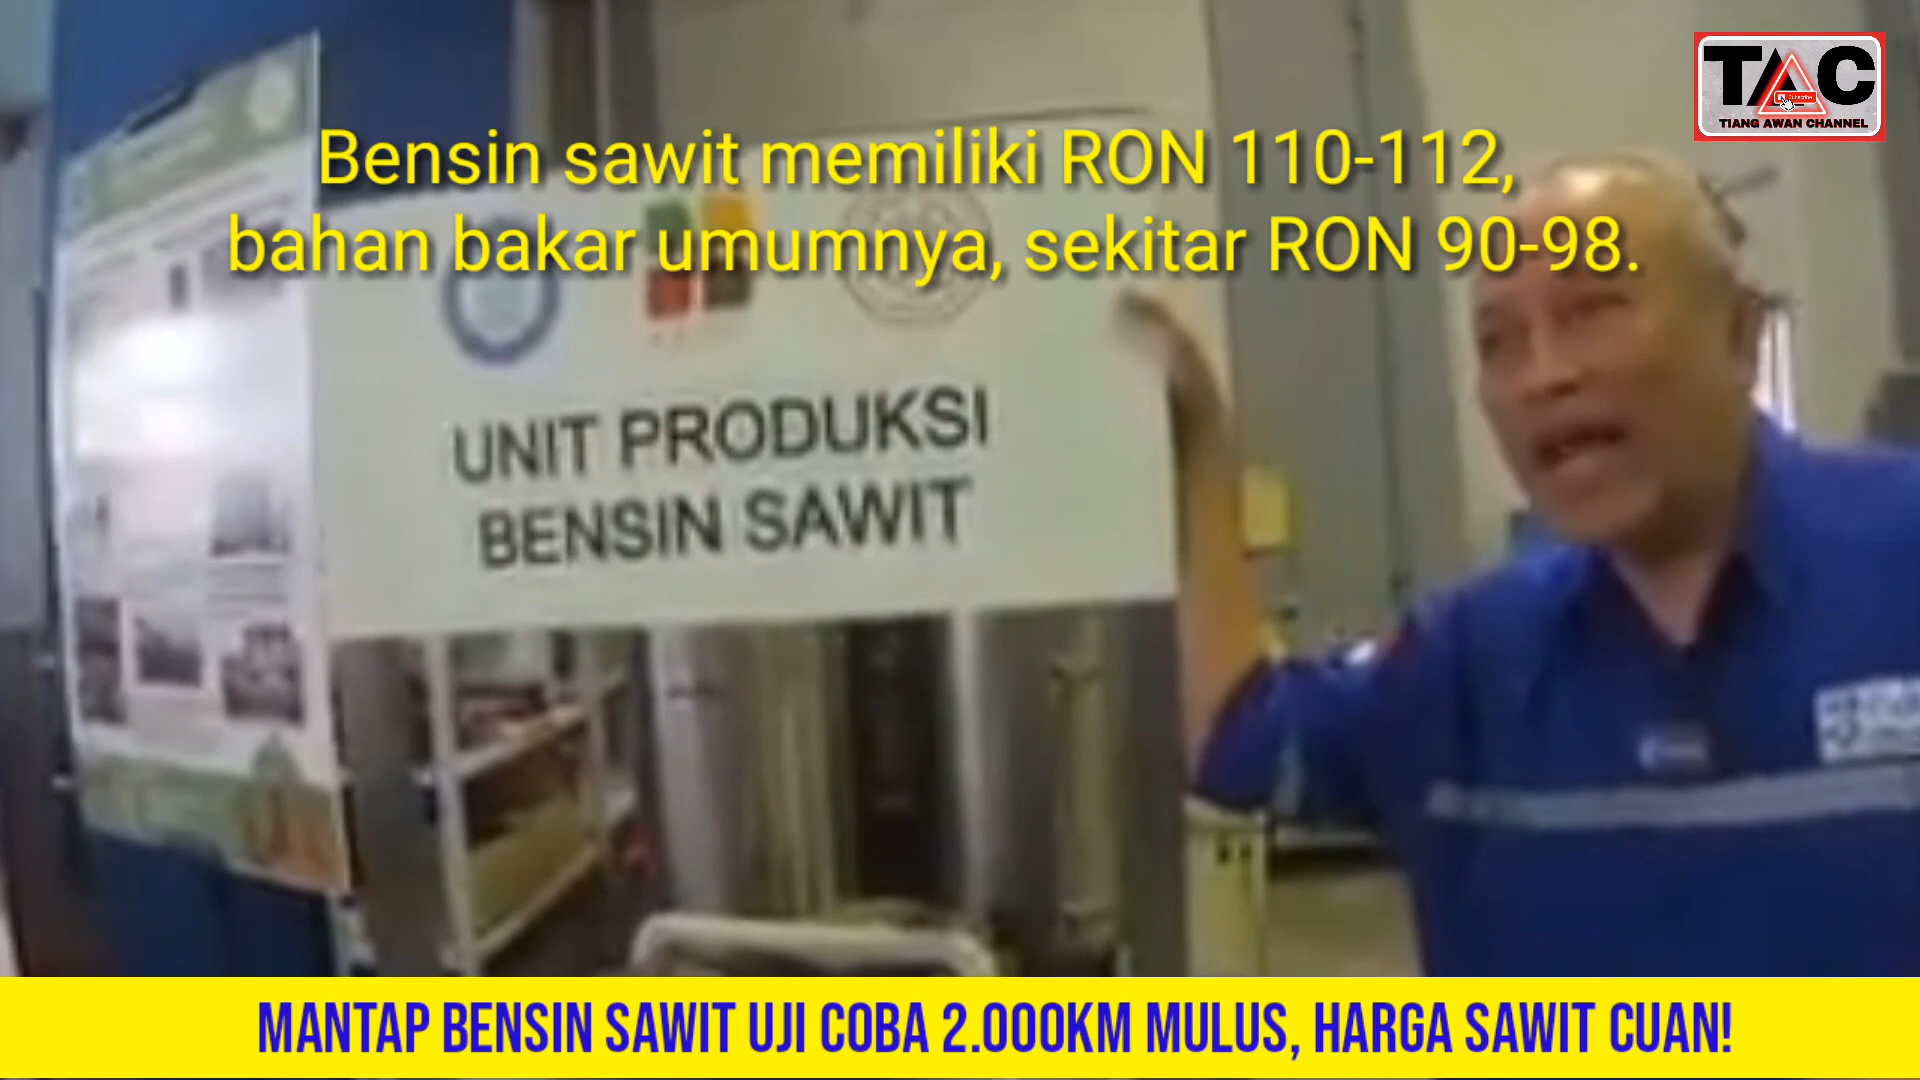 TAC
Subscribe
TIANG AWAN CHANNEL
Bensin sawit memiliki RON 110-112,
bahan bakar umumnya, sekitar RON 90-98.
UNIT PRODUKSI
BENSIN SAWIT
MANTAP BENSIN SAWIT UJI COBA 2.000KM MULUS, HARGA SAWIT CUAN!